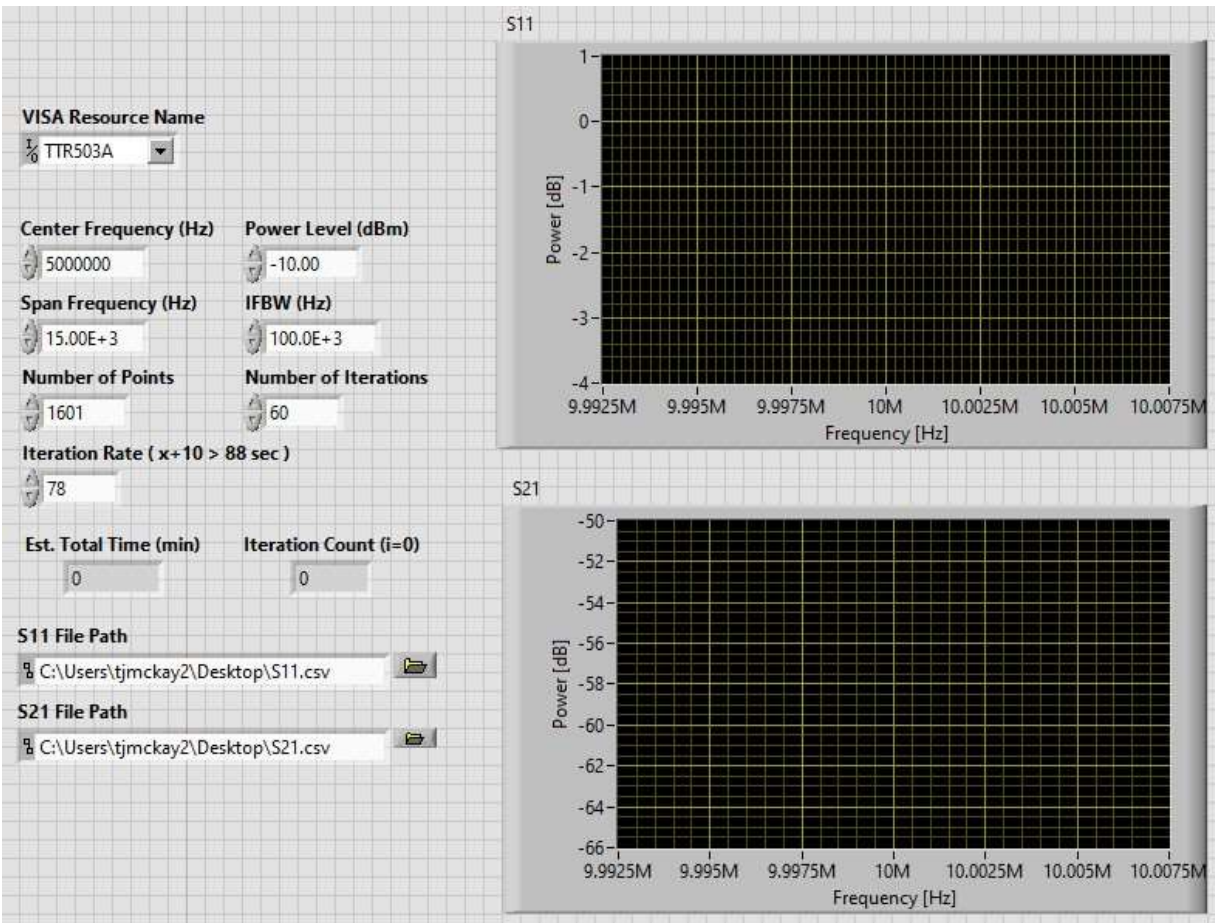 VISA Resource Name
TTR503A
Center Frequency (Hz) Power Level (dBm)
5000000 -10.00
Span Frequency (Hz) IFBW (Hz)
15.00E+3 100.0E+3
Number of Points Number of Iterations
1601 60
Iteration Rate ( x+10 > 88 sec )
78
Est. Total Time (min) Iteration Count (i=0)
0 0
S11 File Path
C:\Users\tjmckay2\Desktop\S11.csv
S21 File Path
C:\Users\tjmckay2\Desktop\S21.csv
S11
Power [dB]
1
0
-1
-2
-3
-4
9.9925M 9.995M 9.9975M 10M 10.0025M 10.005M 10.0075M
Frequency [Hz]
S21
Power [dB]
-50
-52
-54
-56
-58
-60
-62
-64
-66
9.9925M 9.995M 9.9975M 10M 10.0025M 10.005M 10.0075M
Frequency [Hz]